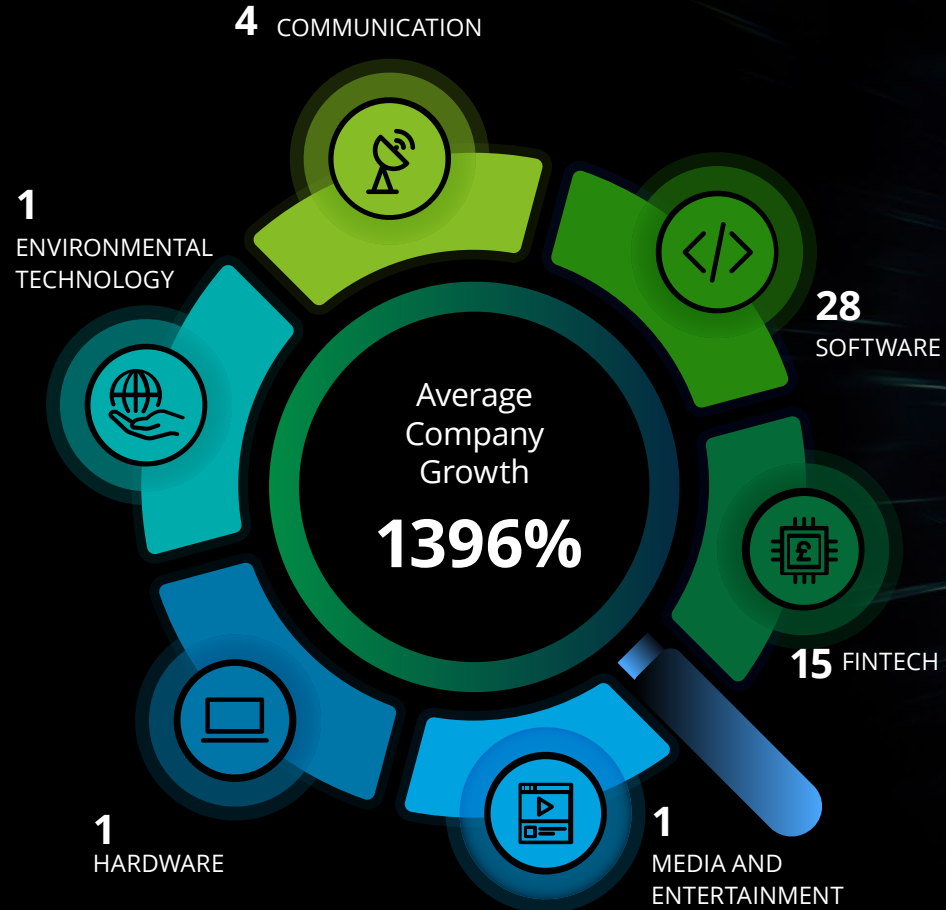 4 COMMUNICATION
1
ENVIRONMENTAL
TECHNOLOGY
28
SOFTWARE
Average
Company
Growth
1396%
£
15 FINTECH
1
HARDWARE
1
MEDIA AND
ENTERTAINMENT